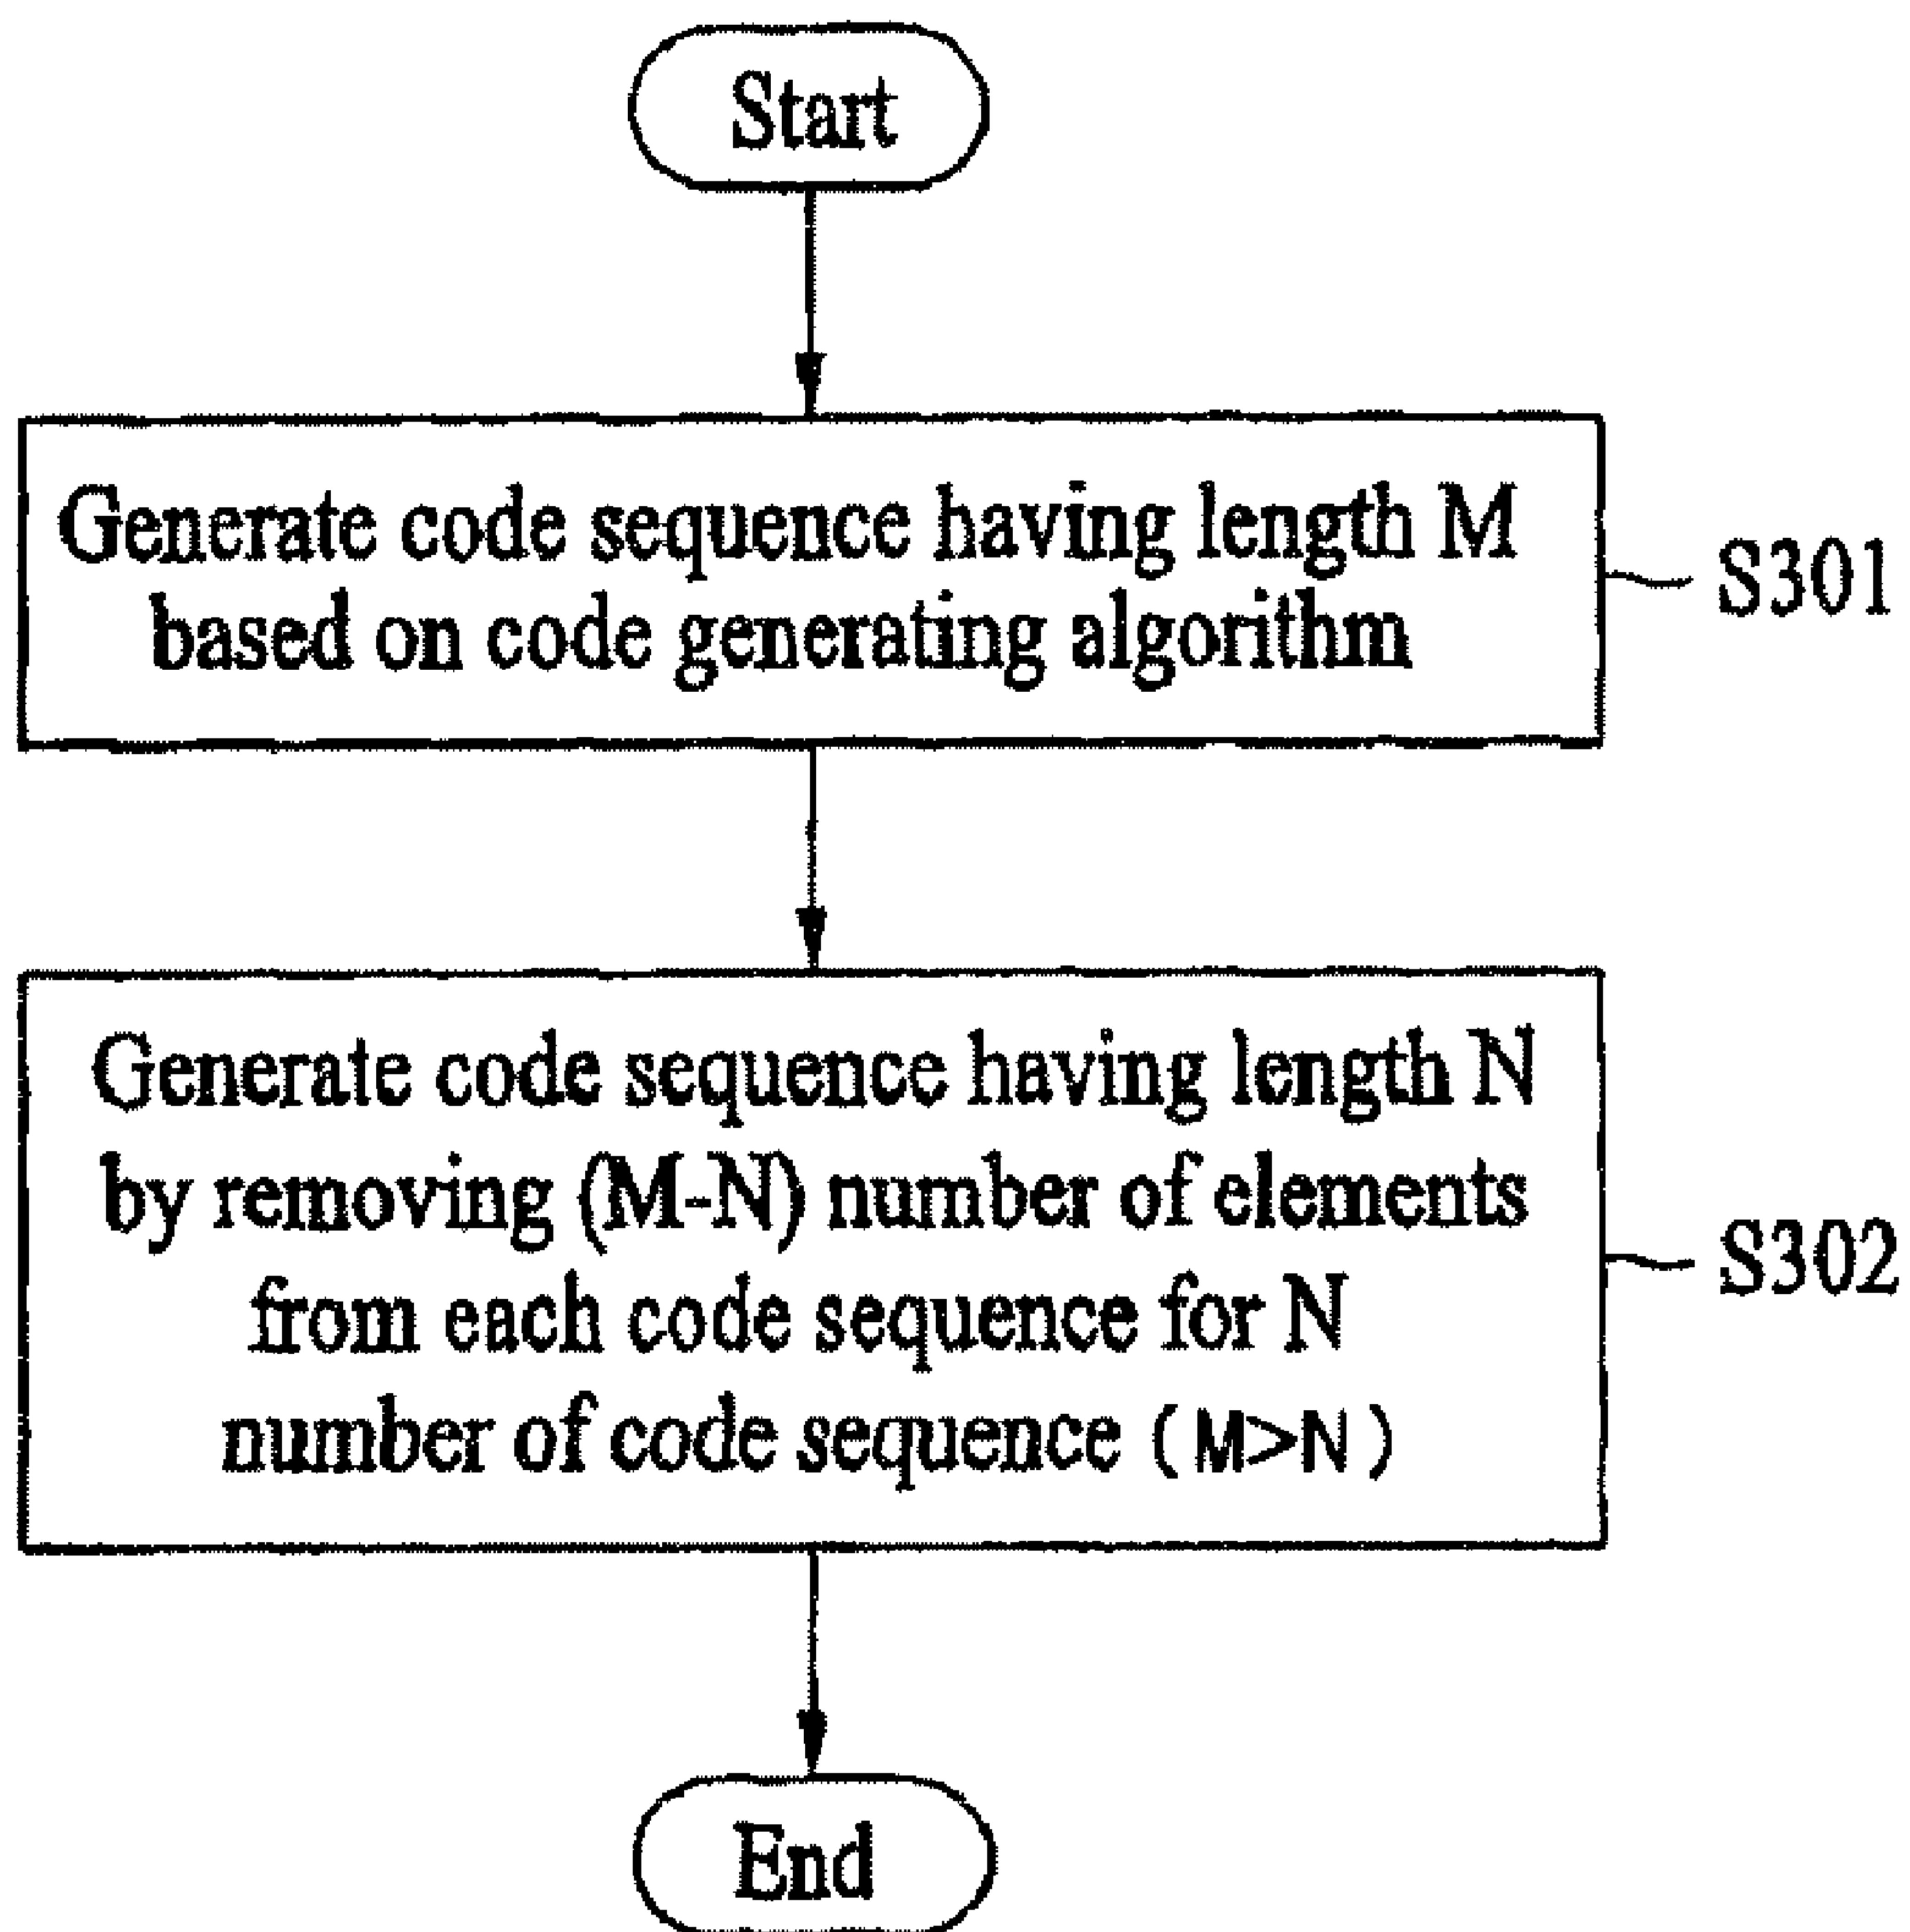 Start
Generate code sequence having length M
based on code generating algorithm
S301
Generate code sequence having length N
by removing (M-N) number of elements
from each code sequence for N
number of code sequence (M>N)
S302
End